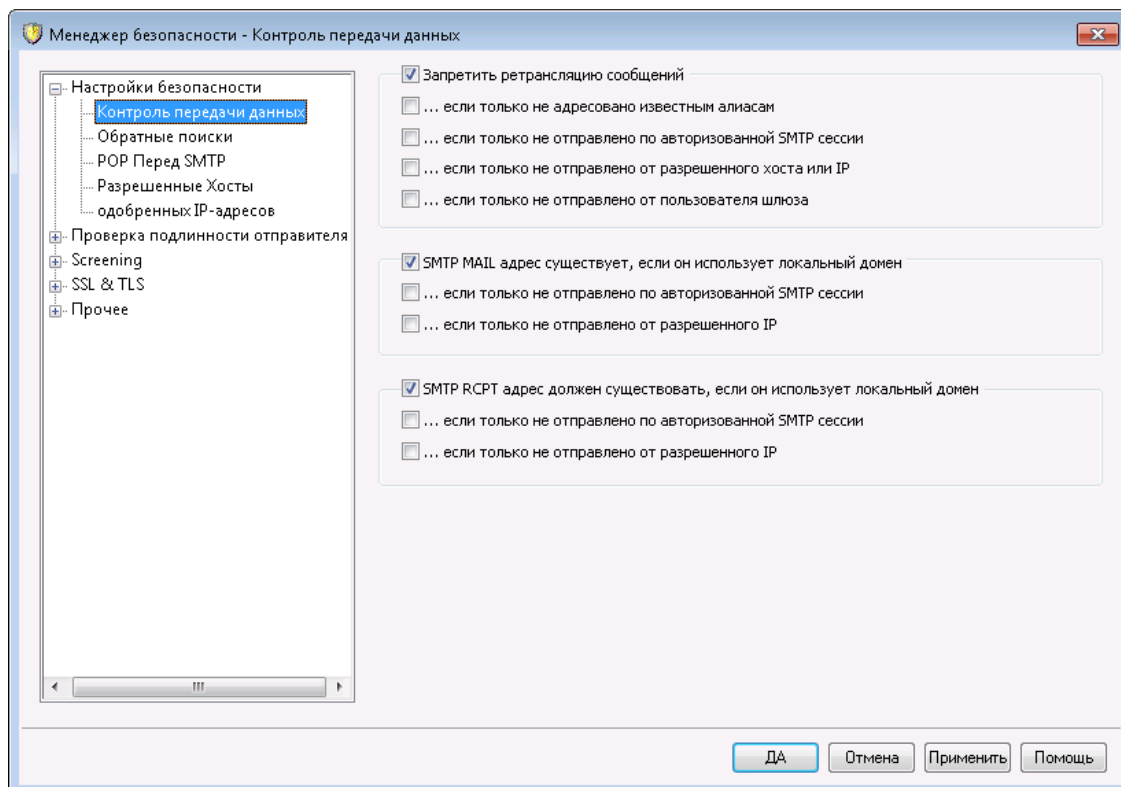 Менеджер безопасности - Контроль передачи данных
Настройки безопасности
Контроль передачи данных
Обратные поиски
POP Перед SMTP
Разрешенные Хосты
одобренных IP-адресов
Проверка подлинности отправителя
Screening
SSL & TLS
Прочее
Запретить ретрансляцию сообщений
... если только не адресовано известным алиасам
... если только не отправлено по авторизованной SMTP сессии
... если только не отправлено от разрешенного хоста или IP
... если только не отправлено от пользователя шлюза
SMTP MAIL адрес существует, если он использует локальный домен
... если только не отправлено по авторизованной SMTP сессии
... если только не отправлено от разрешенного IP
SMTP RCPT адрес должен существовать, если он использует локальный домен
... если только не отправлено по авторизованной SMTP сессии
... если только не отправлено от разрешенного IP
ДА
Отмена
Применить
Помощь